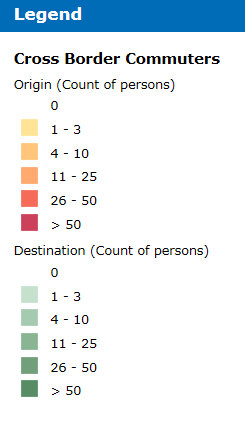 Legend
Cross Border Commuters
Origin (Count of persons)
0
1 - 3
4 - 10
11 - 25
26 - 50
> 50
Destination (Count of persons)
0
1 - 3
4 - 10
11 - 25
26 - 50
> 50